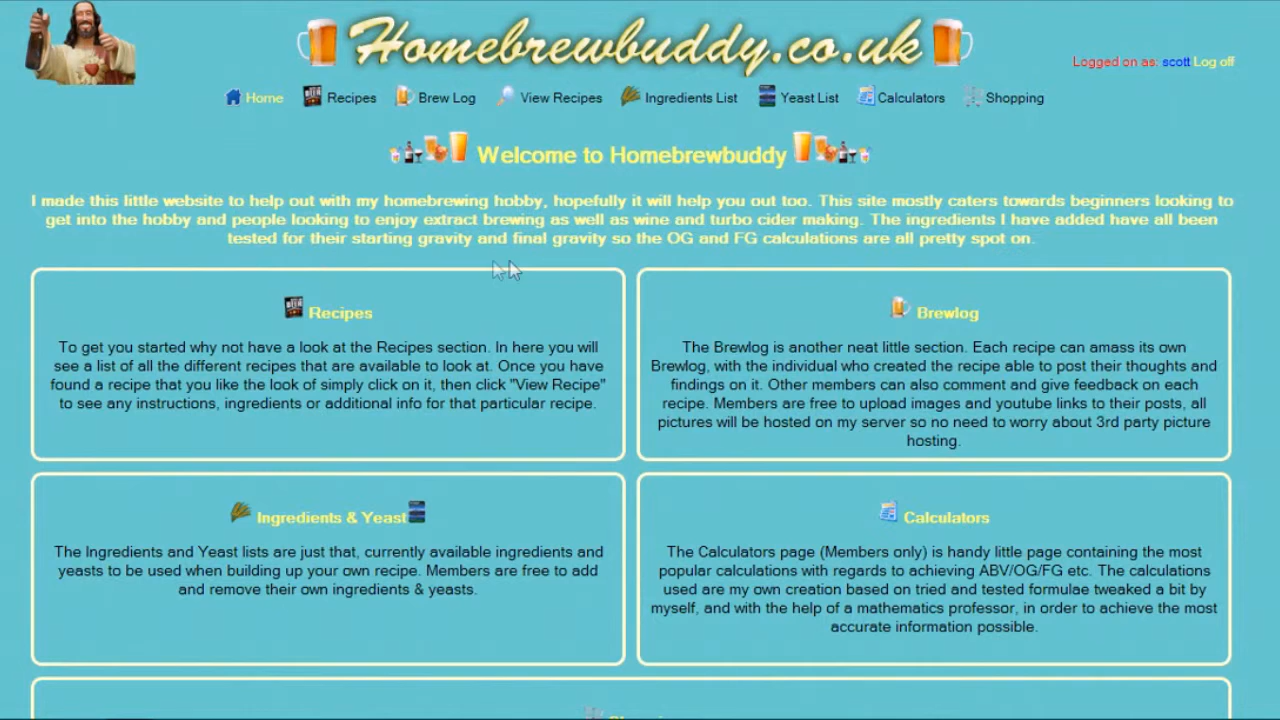 Homebrewbuddy.co.uk
Logged on as: scott Log off
Home Recipes Brew Log View Recipes Ingredients List Yeast List Calculators Shopping
Welcome to Homebrewbuddy
I made this little website to help out with my homebrewing hobby, hopefully it will help you out too. This site mostly caters towards beginners looking to
get into the hobby and people looking to enjoy extract brewing as well as wine and turbo cider making. The ingredients I have added have all been
tested for their starting gravity and final gravity so the OG and FG calculations are all pretty spot on.
Recipes
To get you started why not have a look at the Recipes section. In here you will
see a list of all the different recipes that are available to look at. Once you have
found a recipe that you like the look of simply click on it, then click "View Recipe"
to see any instructions, ingredients or additional info for that particular recipe.
Brewlog
The Brewlog is another neat little section. Each recipe can amass its own
Brewlog, with the individual who created the recipe able to post their thoughts and
findings on it. Other members can also comment and give feedback on each
recipe. Members are free to upload images and youtube links to their posts, all
pictures will be hosted on my server so no need to worry about 3rd party picture
hosting.
Ingredients & Yeast
The Ingredients and Yeast lists are just that, currently available ingredients and
yeasts to be used when building up your own recipe. Members are free to add
and remove their own ingredients & yeasts.
Calculators
The Calculators page (Members only) is handy little page containing the most
popular calculations with regards to achieving ABV/OG/FG etc. The calculations
used are my own creation based on tried and tested formulae tweaked a bit by
myself, and with the help of a mathematics professor, in order to achieve the most
accurate information possible.